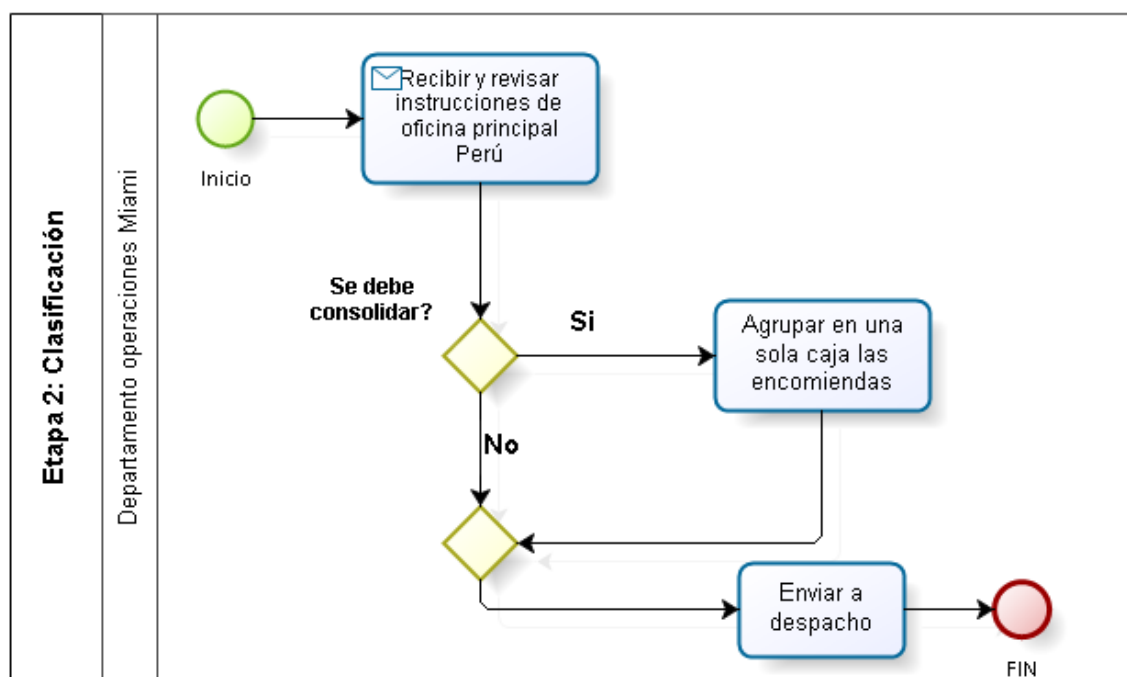 Etapa 2: Clasificación
Departamento operaciones Miami
Inicio
Recibir y revisar
instrucciones de
oficina principal
Perú
Se debe
consolidar?
Si
Agrupar en una
sola caja las
encomiendas
No
Enviar a
despacho
FIN